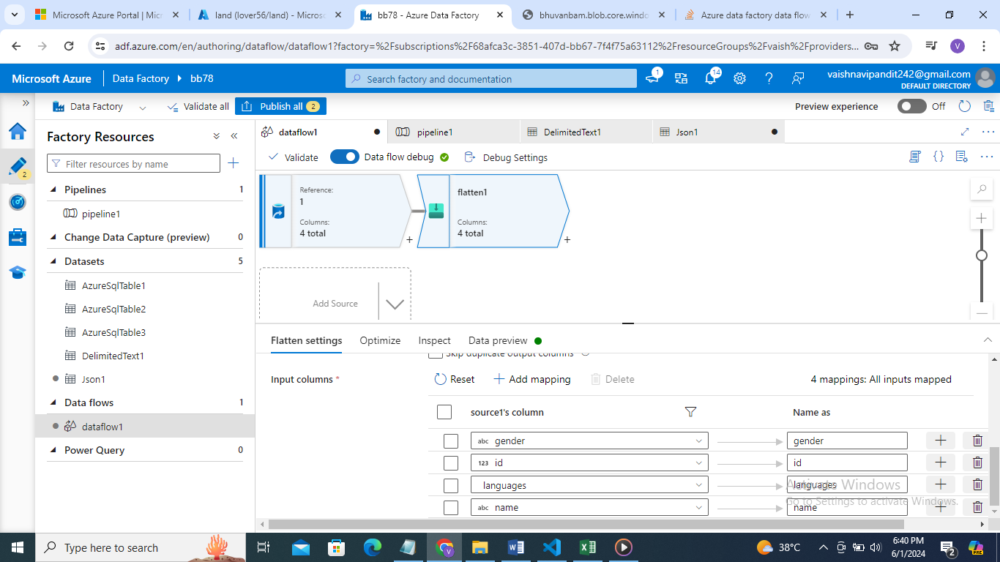 Microsoft Azure Portal | Mic
land (lover56/land) - Micros
bb78 - Azure Data Factory
bhuvanbam.blob.core.windo
Azure data factory data flow
adf.azure.com/en/authoring/dataflow/dataflow1?factory=%2Fsubscriptions%2F68afca3c-3851-407d-bb67-7f4f75a63112%2FresourceGroups%2Fvaish%2Fproviders...
V
Microsoft Azure
Data Factory
bb78
Search factory and documentation
1
14
vaishnavipandit242@gmail.com
DEFAULT DIRECTORY
Data Factory
Validate all
Publish all
2
Preview experience
Off
2
Factory Resources
Filter resources by name
Pipelines
1
pipeline1
Change Data Capture (preview)
0
Datasets
5
AzureSqlTable1
AzureSqlTable2
AzureSqlTable3
DelimitedText1
Json1
Data flows
1
dataflow1
Power Query
0
dataflow1
pipeline1
DelimitedText1
Json1
Validate
Data flow debug
Debug Settings
Reference:
1
Columns:
4 total
flatten1
Columns:
4 total
Add Source
Flatten settings
Optimize
Inspect
Data preview
Skip duplicate output columns
Input columns *
Reset
Add mapping
Delete
4 mappings: All inputs mapped
source1's column
Name as
abc gender
gender
123 id
id
languages
languages
abc name
name
Activate Windows
Go to Settings to activate Windows.
Type here to search
38°C
6:40 PM
6/1/2024
2
PRE